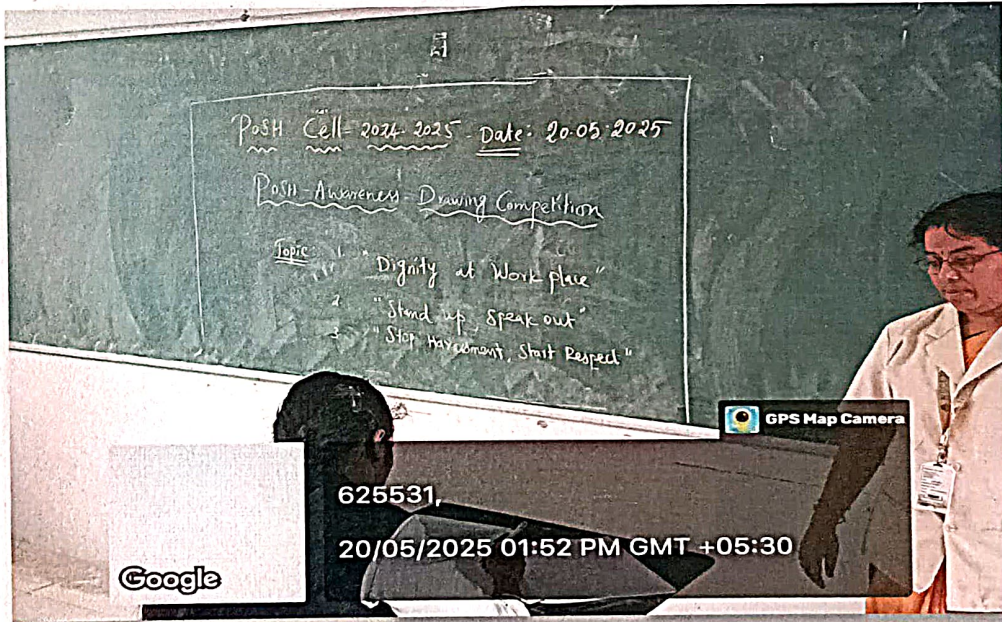 PoSH Cell - 2024-2025 - Date: 20-05-2025
PoSH - Awareness - Drawing Competition
Topic: 1. "Dignity at Work place"
2. "Stand up, Speak out"
3. "Stop Harassment, Start Respect"
GPS Map Camera
625531,
20/05/2025 01:52 PM GMT +05:30
Google